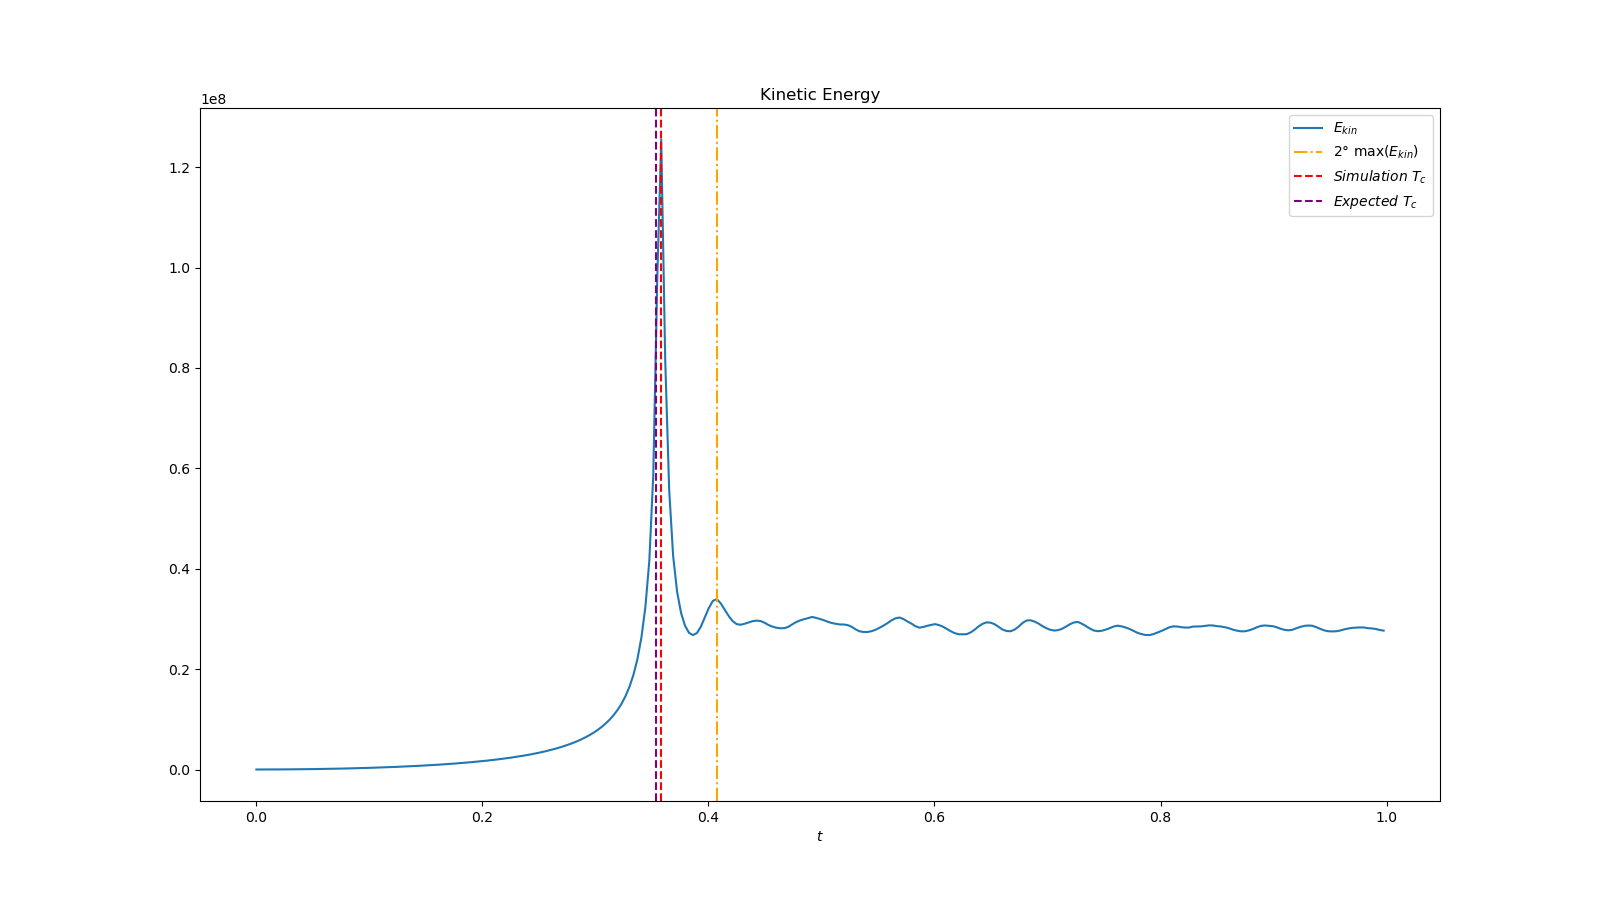 Kinetic Energy
1e8
E_kin
2° max(E_kin)
Simulation T_c
Expected T_c
1.2
1.0
0.8
0.6
0.4
0.2
0.0
0.0 0.2 0.4 0.6 0.8 1.0
t